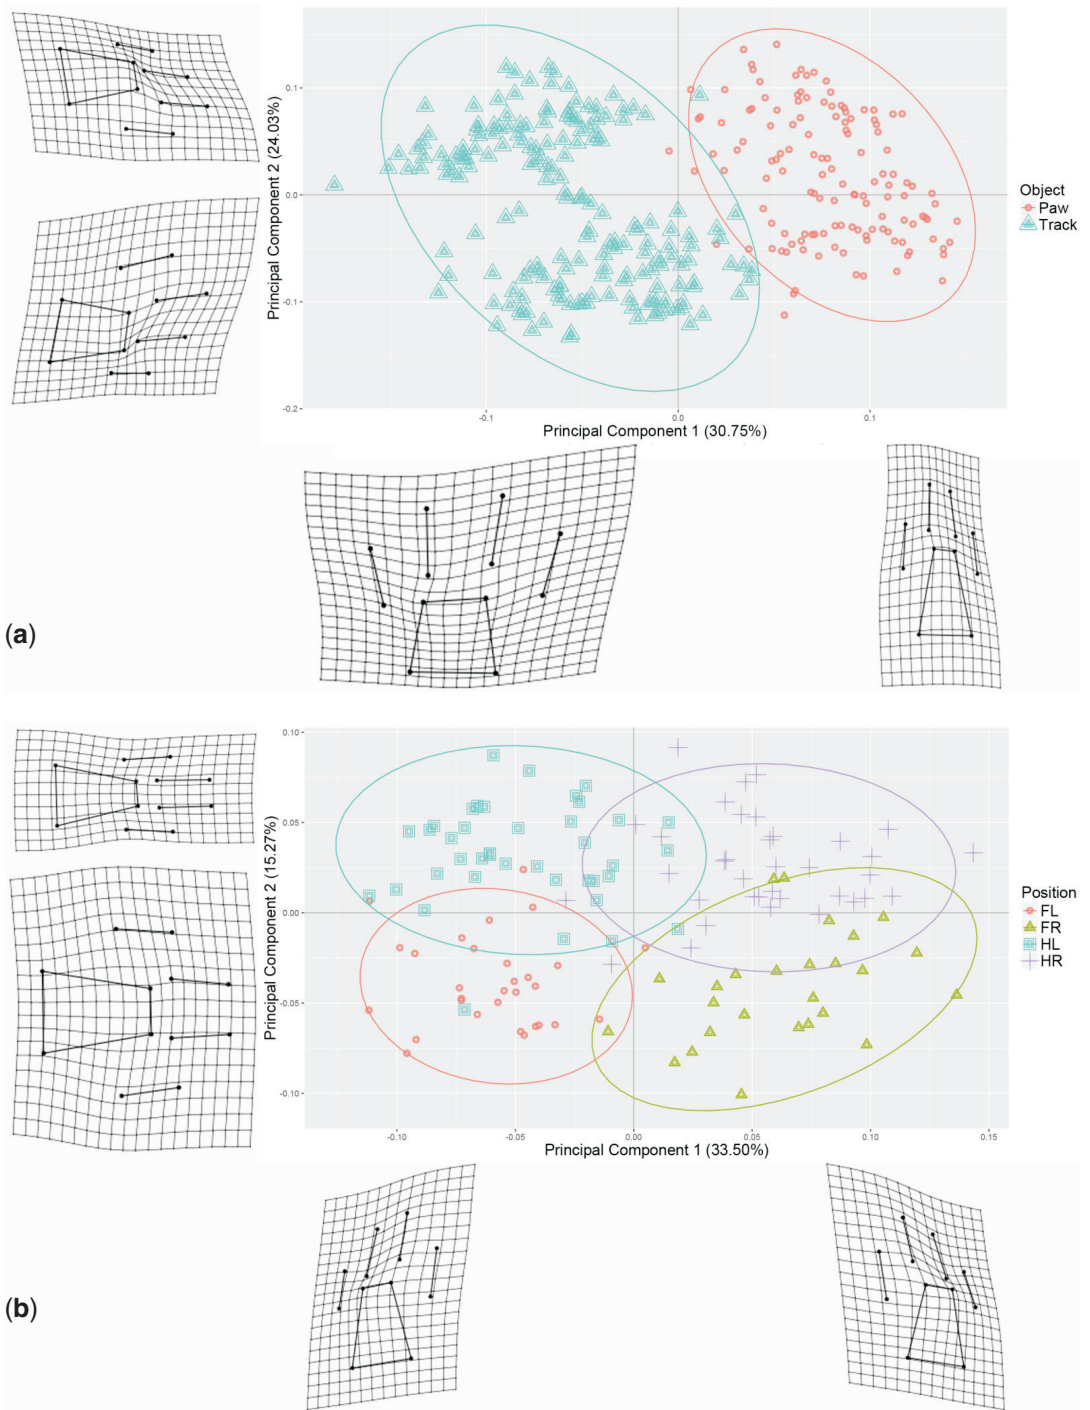 0.1
0.0
-0.1
-0.2
Principal Component 2 (24.03%)
-0.1
0.0
0.1
Principal Component 1 (30.75%)
Object
Paw
Track
(a)
0.10
0.05
0.00
-0.05
-0.10
Principal Component 2 (15.27%)
-0.10
-0.05
0.00
0.05
0.10
0.15
Principal Component 1 (33.50%)
Position
FL
FR
HL
HR
(b)